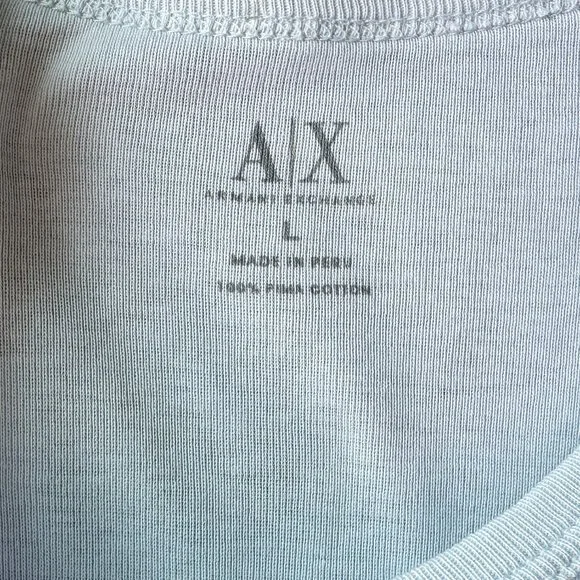 A|X
ARMANI EXCHANGE
L
MADE IN PERU
100% PIMA COTTON